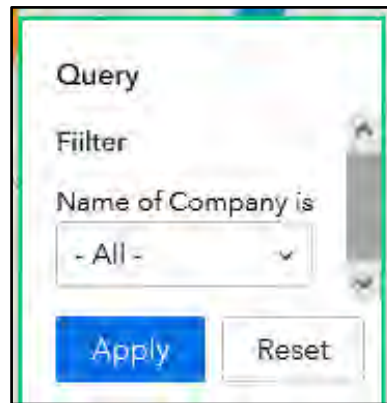 Query
Fiilter
Name of Company is
- All -
Apply Reset